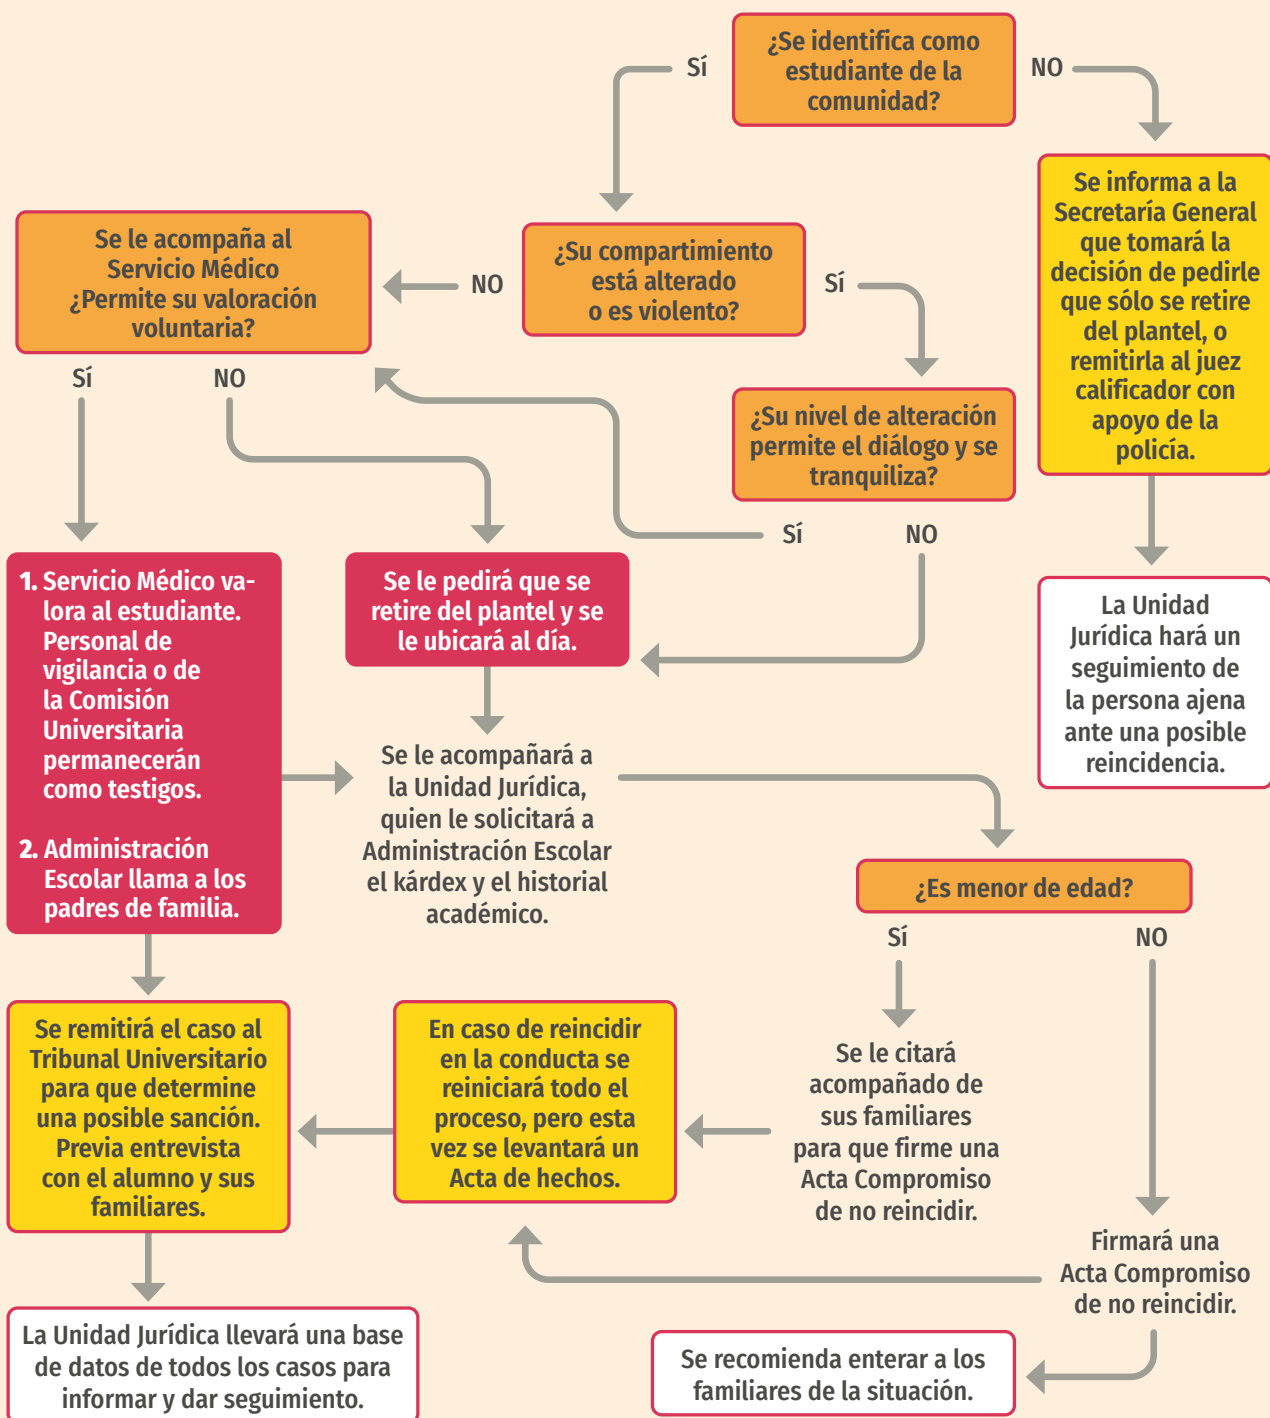 ¿Se identifica como
estudiante de la
comunidad?
Sí
NO
Se informa a la
Secretaría General
que tomará la
decisión de pedirle
que sólo se retire
del plantel, o
remitirla al juez
calificador con
apoyo de la
policía.
Se le acompaña al
Servicio Médico
¿Permite su valoración
voluntaria?
NO
¿Su compartimiento
está alterado
o es violento?
Sí
Sí
NO
¿Su nivel de alteración
permite el diálogo y se
tranquiliza?
Sí
NO
1. Servicio Médico va-
lora al estudiante.
Personal de
vigilancia o de
la Comisión
Universitaria
permanecerán
como testigos.
2. Administración
Escolar llama a los
padres de familia.
Se le pedirá que se
retire del plantel y se
le ubicará al día.
La Unidad
Jurídica hará un
seguimiento de
la persona ajena
ante una posible
reincidencia.
Se le acompañará a
la Unidad Jurídica,
quien le solicitará a
Administración Escolar
el kárdex y el historial
académico.
¿Es menor de edad?
Sí
NO
Se remitirá el caso al
Tribunal Universitario
para que determine
una posible sanción.
Previa entrevista
con el alumno y sus
familiares.
En caso de reincidir
en la conducta se
reiniciará todo el
proceso, pero esta
vez se levantará un
Acta de hechos.
Se le citará
acompañado de
sus familiares
para que firme una
Acta Compromiso
de no reincidir.
Firmará una
Acta Compromiso
de no reincidir.
La Unidad Jurídica llevará una base
de datos de todos los casos para
informar y dar seguimiento.
Se recomienda enterar a los
familiares de la situación.